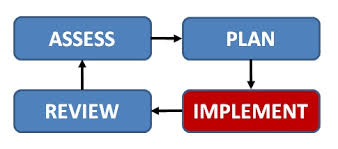 ASSESS
PLAN
REVIEW
IMPLEMENT